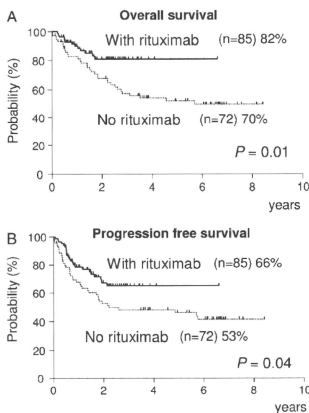 A Overall survival
Probability (%)
100
80
60
40
20
0
With rituximab (n=85) 82%
No rituximab (n=72) 70%
P = 0.01
0 2 4 6 8 10
years
B Progression free survival
Probability (%)
100
80
60
40
20
0
With rituximab (n=85) 66%
No rituximab (n=72) 53%
P = 0.04
0 2 4 6 8 10
years